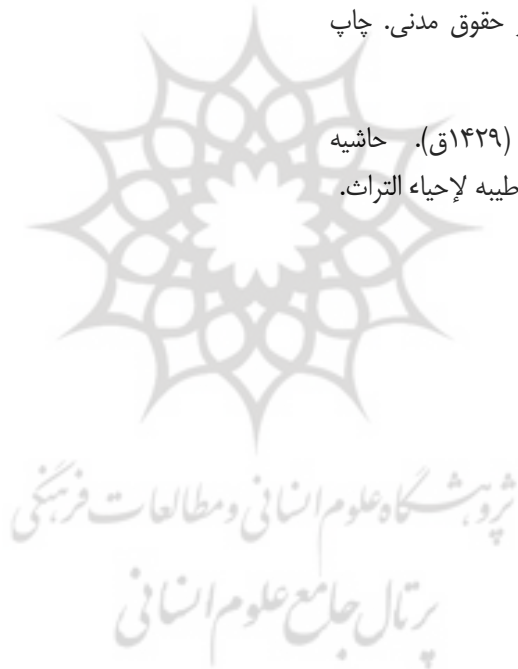 حقوق مدنی. چاپ
(۱۴۲۹ق). حاشیه
طیبه لإحیاء التراث.
پژوهشگاه علوم انسانی و مطالعات فرهنگی
پرتال جامع علوم انسانی